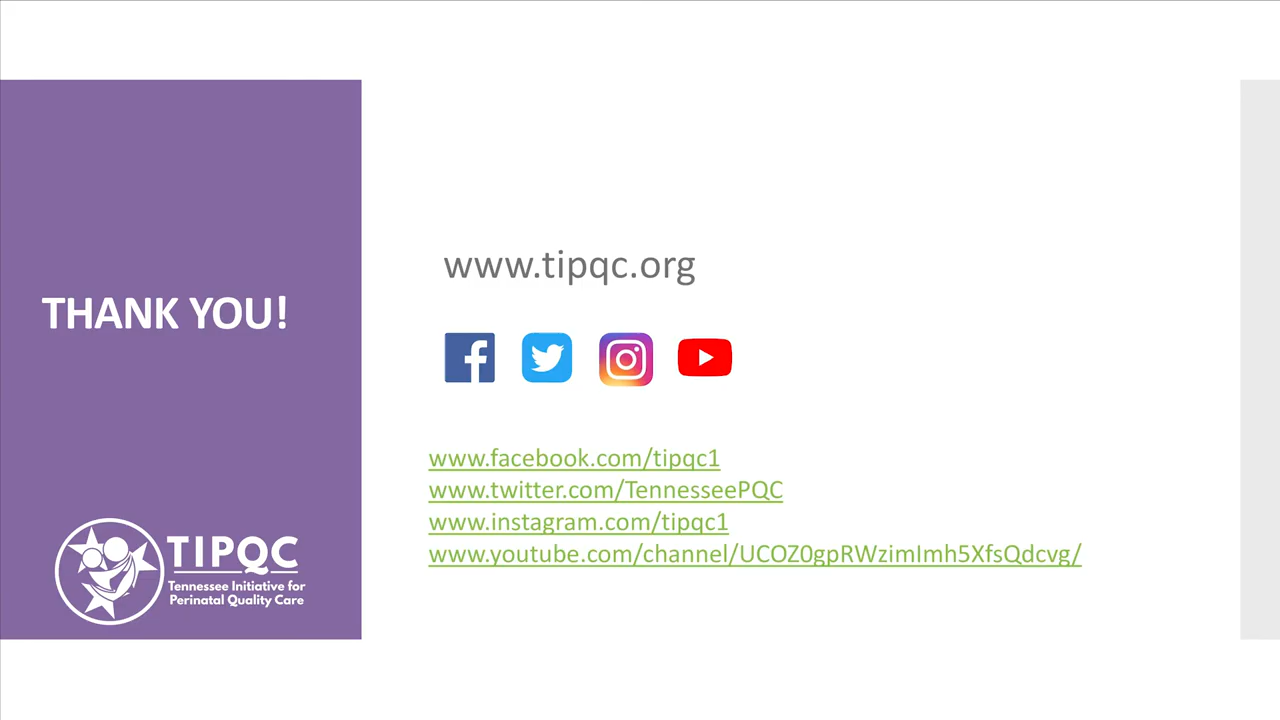 THANK YOU!
TIPQC
Tennessee Initiative for
Perinatal Quality Care
www.tipqc.org
www.facebook.com/tipqc1
www.twitter.com/TennesseePQC
www.instagram.com/tipqc1
www.youtube.com/channel/UCOZ0gpRWzimImh5XfsQdcvg/